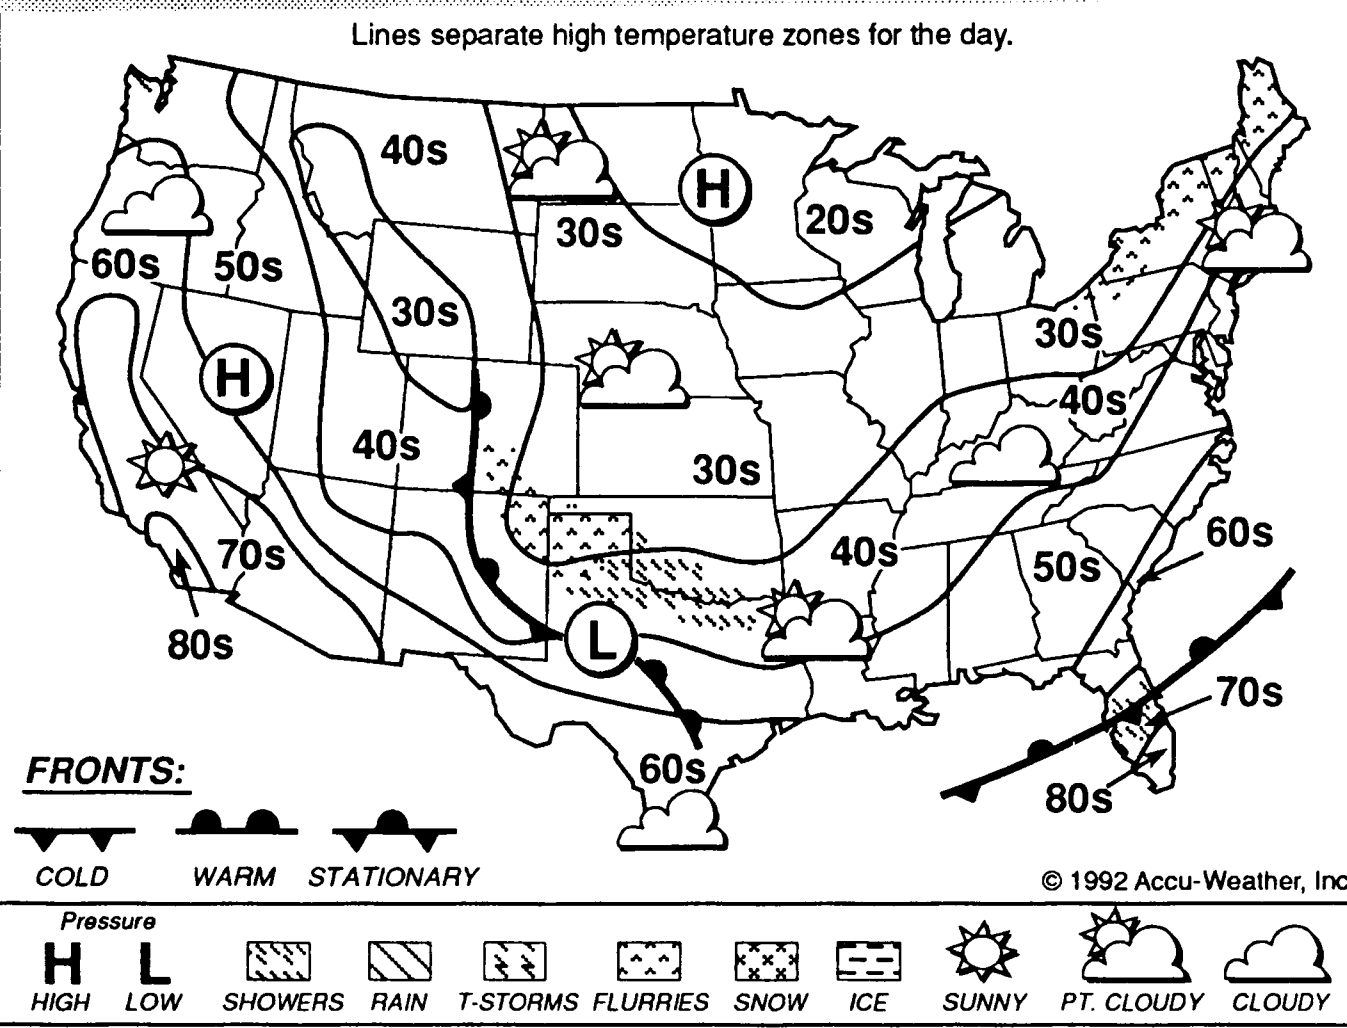 Lines separate high temperature zones for the day.
40s
H
30s
20s
60s
50s
30s
30s
H
40s
40s
30s
40s
70s
50s
60s
80s
L
70s
60s
80s
FRONTS:
COLD WARM STATIONARY
© 1992 Accu-Weather, Inc
Pressure
H L
HIGH LOW SHOWERS RAIN T-STORMS FLURRIES SNOW ICE SUNNY PT. CLOUDY CLOUDY